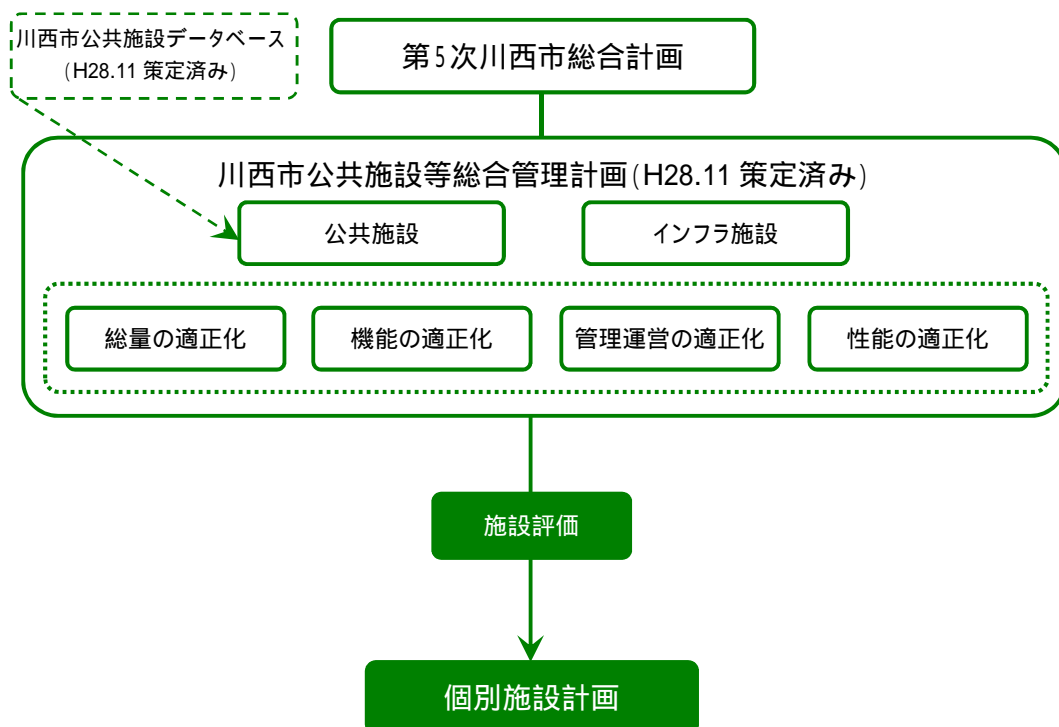 川西市公共施設データベース
(H28.11 策定済み)
第5次川西市総合計画
川西市公共施設等総合管理計画(H28.11 策定済み)
公共施設
インフラ施設
総量の適正化
機能の適正化
管理運営の適正化
性能の適正化
施設評価
個別施設計画